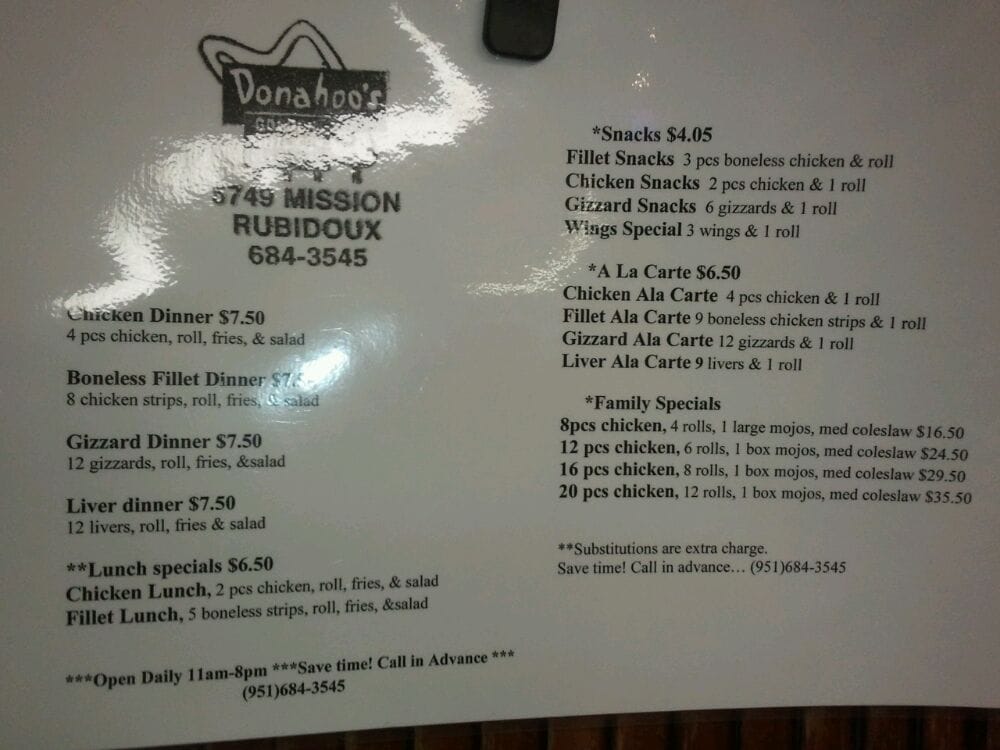 Donahoo's
5749 MISSION
RUBIDOUX
684-3545
Chicken Dinner $7.50
4 pcs chicken, roll, fries, & salad
Boneless Fillet Dinner
8 chicken strips, roll, fries, & salad
Gizzard Dinner $7.50
12 gizzards, roll, fries, &salad
Liver dinner $7.50
12 livers, roll, fries & salad
**Lunch specials $6.50
Chicken Lunch, 2 pcs chicken, roll, fries, & salad
Fillet Lunch, 5 boneless strips, roll, fries, &salad
***Open Daily 11am-8pm ***Save time! Call in Advance ***
(951)684-3545
*Snacks $4.05
Fillet Snacks 3 pcs boneless chicken & roll
Chicken Snacks 2 pcs chicken & 1 roll
Gizzard Snacks 6 gizzards & 1 roll
Wings Special 3 wings & 1 roll
*A La Carte $6.50
Chicken Ala Carte 4 pcs chicken & 1 roll
Fillet Ala Carte 9 boneless chicken strips & 1 roll
Gizzard Ala Carte 12 gizzards & 1 roll
Liver Ala Carte 9 livers & 1 roll
*Family Specials
8pcs chicken, 4 rolls, 1 large mojos, med coleslaw $16.50
12 pcs chicken, 6 rolls, 1 box mojos, med coleslaw $24.50
16 pcs chicken, 8 rolls, 1 box mojos, med coleslaw $29.50
20 pcs chicken, 12 rolls, 1 box mojos, med coleslaw $35.50
**Substitutions are extra charge.
Save time! Call in advance… (951)684-3545